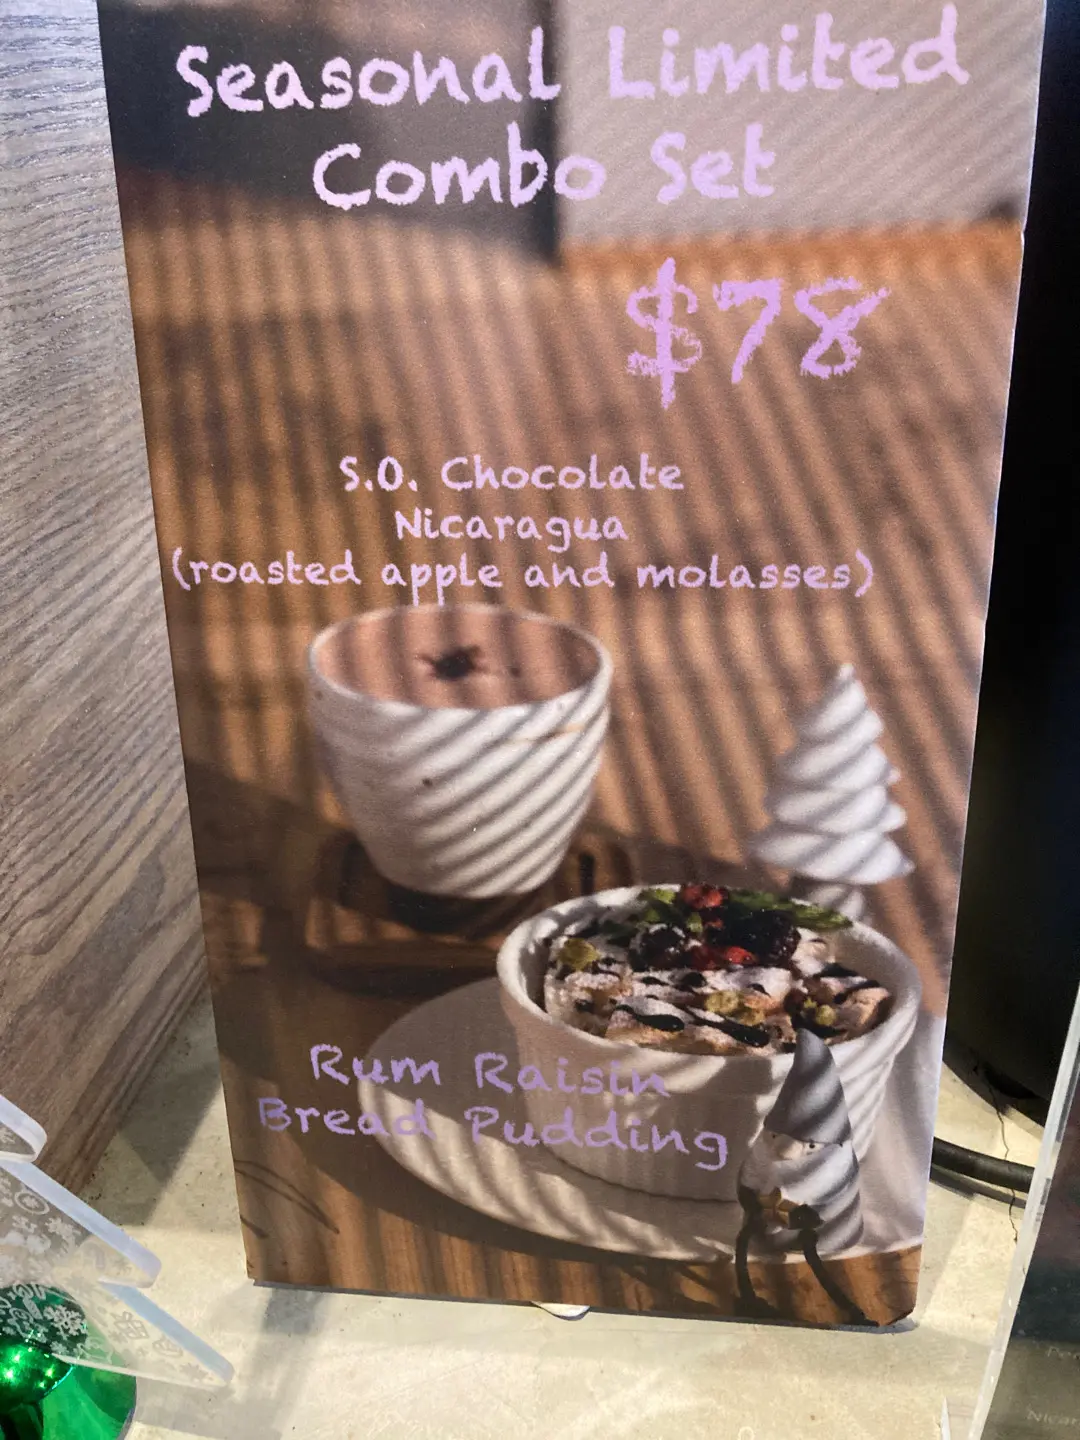 Seasonal Limited
Combo Set
$78
S.O. Chocolate
Nicaragua
(roasted apple and molasses)
Rum Raisin
Bread Pudding